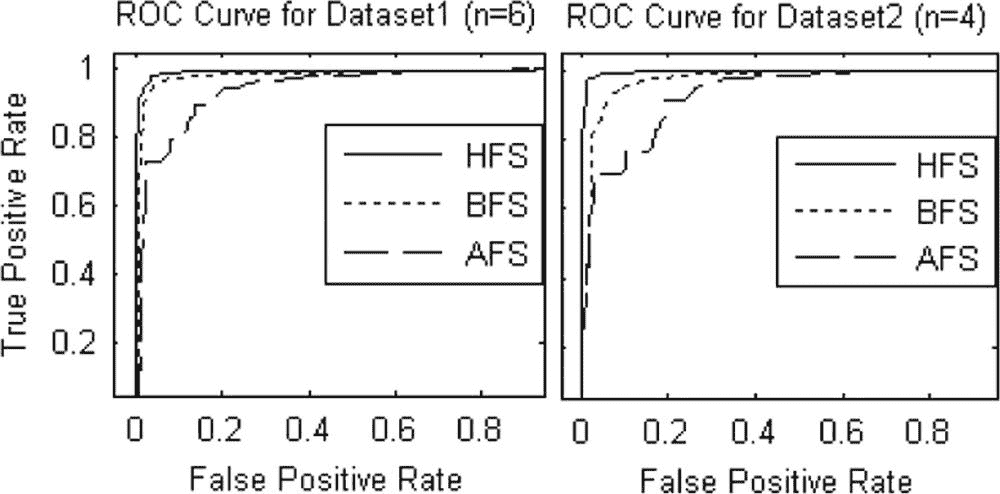 ROC Curve for Dataset1 (n=6)
True Positive Rate
1
0.8
0.6
0.4
0.2
HFS
BFS
AFS
0 0.2 0.4 0.6 0.8
False Positive Rate
ROC Curve for Dataset2 (n=4)
HFS
BFS
AFS
0 0.2 0.4 0.6 0.8
False Positive Rate